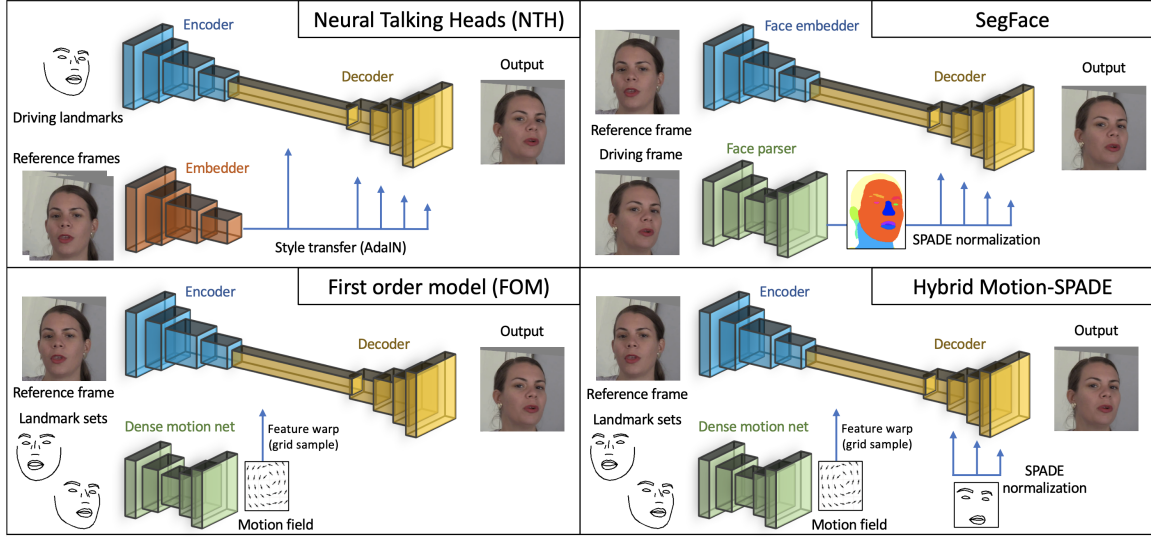 Neural Talking Heads (NTH)
Encoder
Decoder
Output
Driving landmarks
Reference frames
Embedder
Style transfer (AdaIN)
SegFace
Face embedder
Decoder
Output
Reference frame
Driving frame
Face parser
SPADE normalization
First order model (FOM)
Encoder
Decoder
Output
Reference frame
Landmark sets
Dense motion net
Feature warp
(grid sample)
Motion field
Hybrid Motion-SPADE
Encoder
Decoder
Output
Reference frame
Landmark sets
Dense motion net
Feature warp
(grid sample)
Motion field
SPADE
normalization